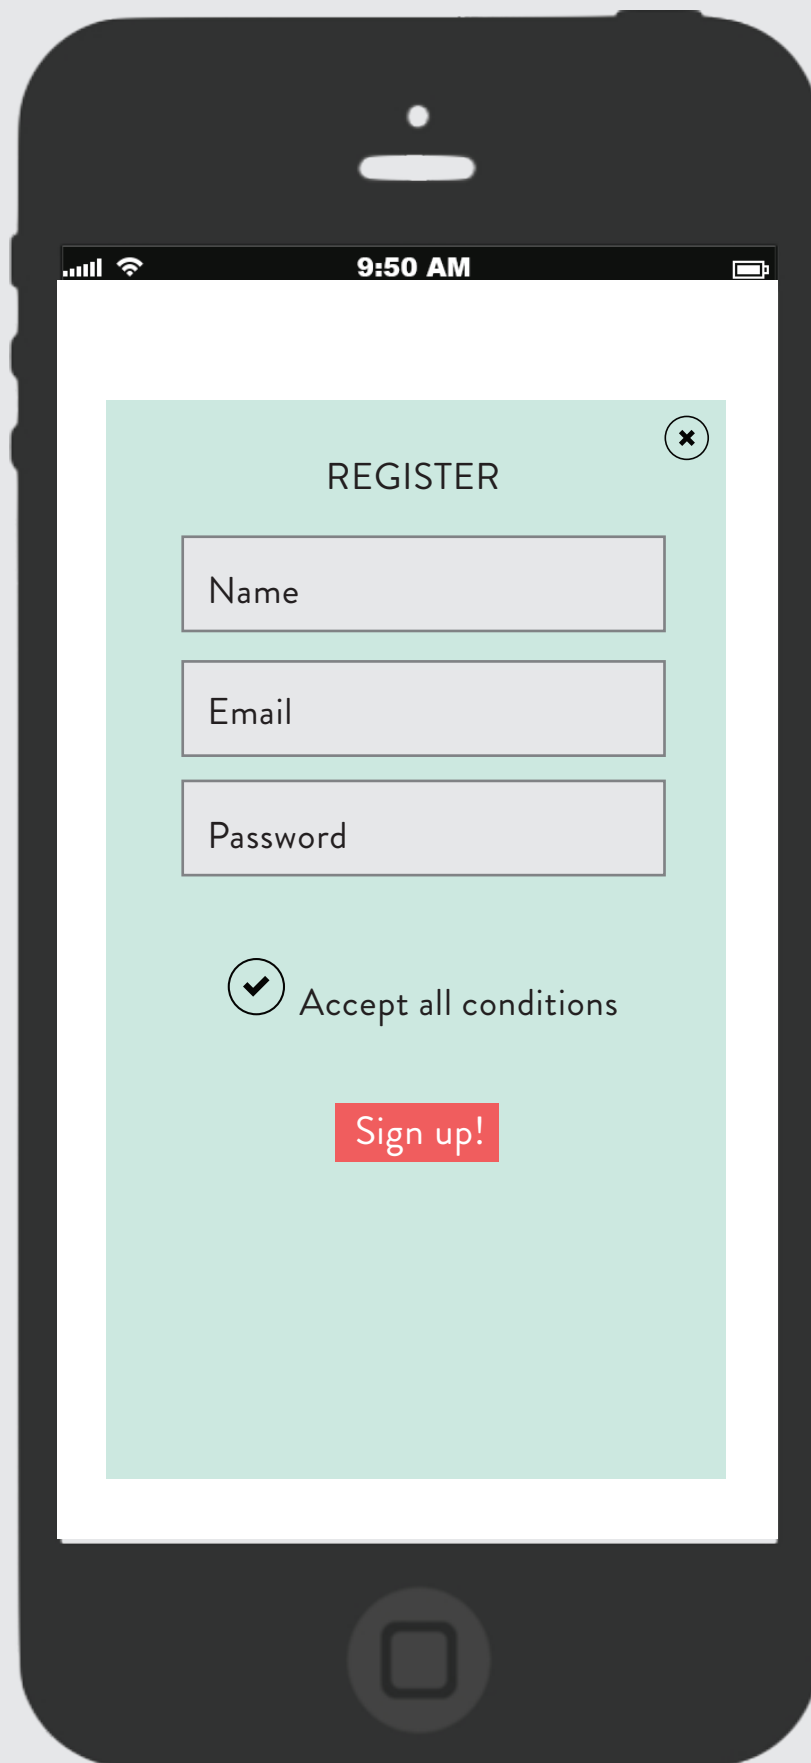 9:50 AM
REGISTER
Name
Email
Password
Accept all conditions
Sign up!